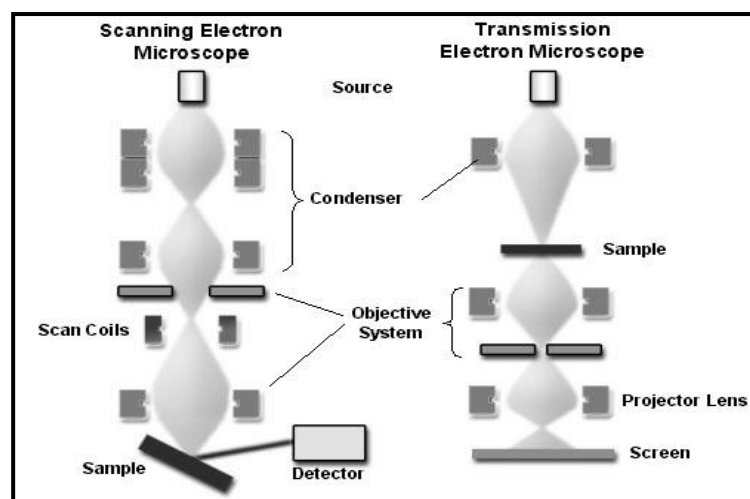 Scanning Electron
Microscope
Transmission
Electron Microscope
Source
Condenser
Sample
Objective
System
Scan Coils
Projector Lens
Sample
Detector
Screen